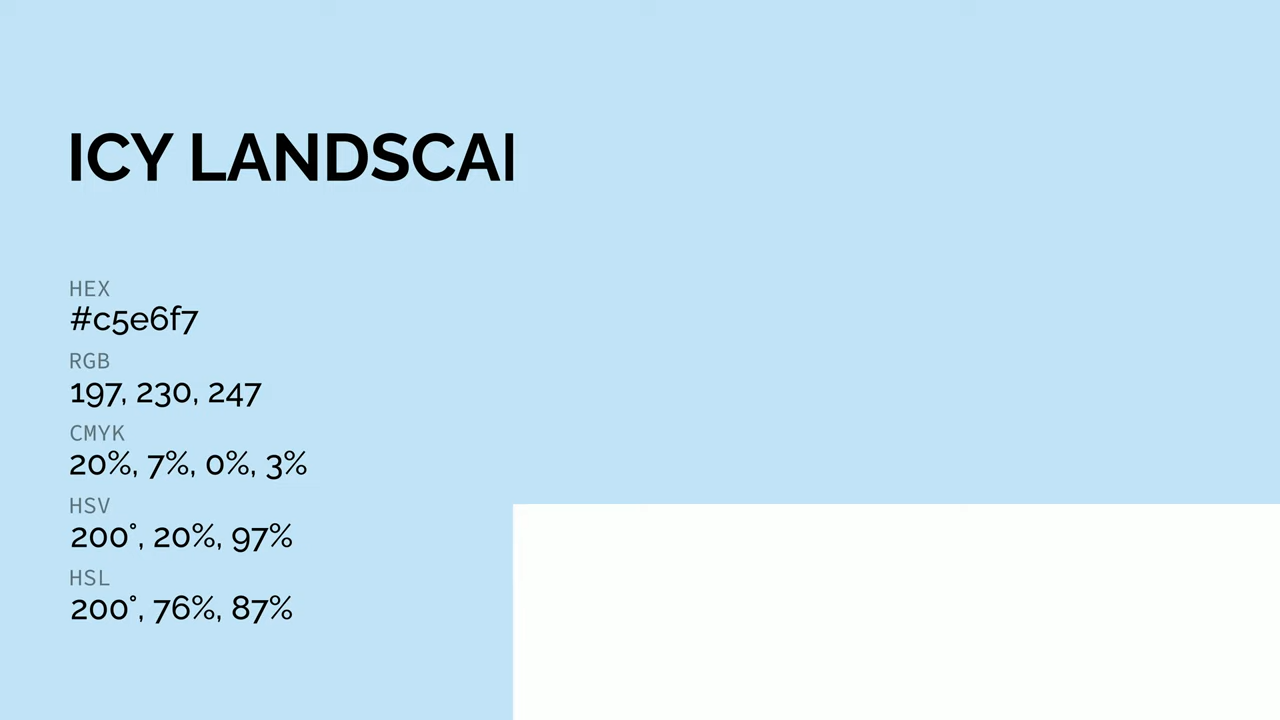 ICY
HEX
#c5e6f7
RGB
197, 230, 247
CMYK
20%, 7%, 0%, 3%
HSV
200°, 20%, 97%
HSL
200°, 76%, 87%